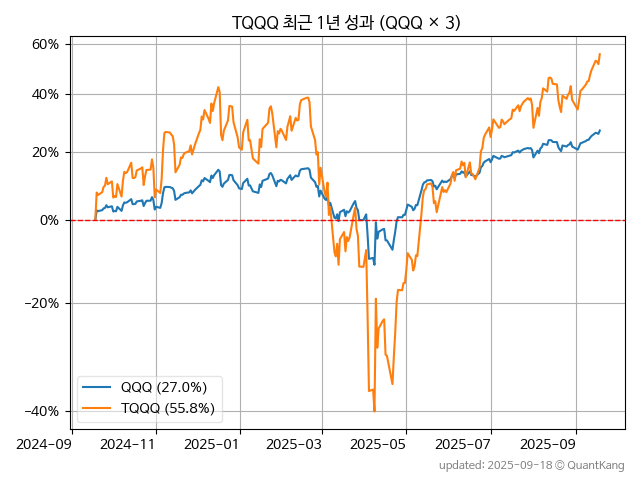 TQQQ 최근 1년 성과 (QQQ × 3)
60%
40%
20%
0%
−20%
−40%
QQQ (27.0%)
TQQQ (55.8%)
2024-09 2024-11 2025-01 2025-03 2025-05 2025-07 2025-09
updated: 2025-09-18 © QuantKang